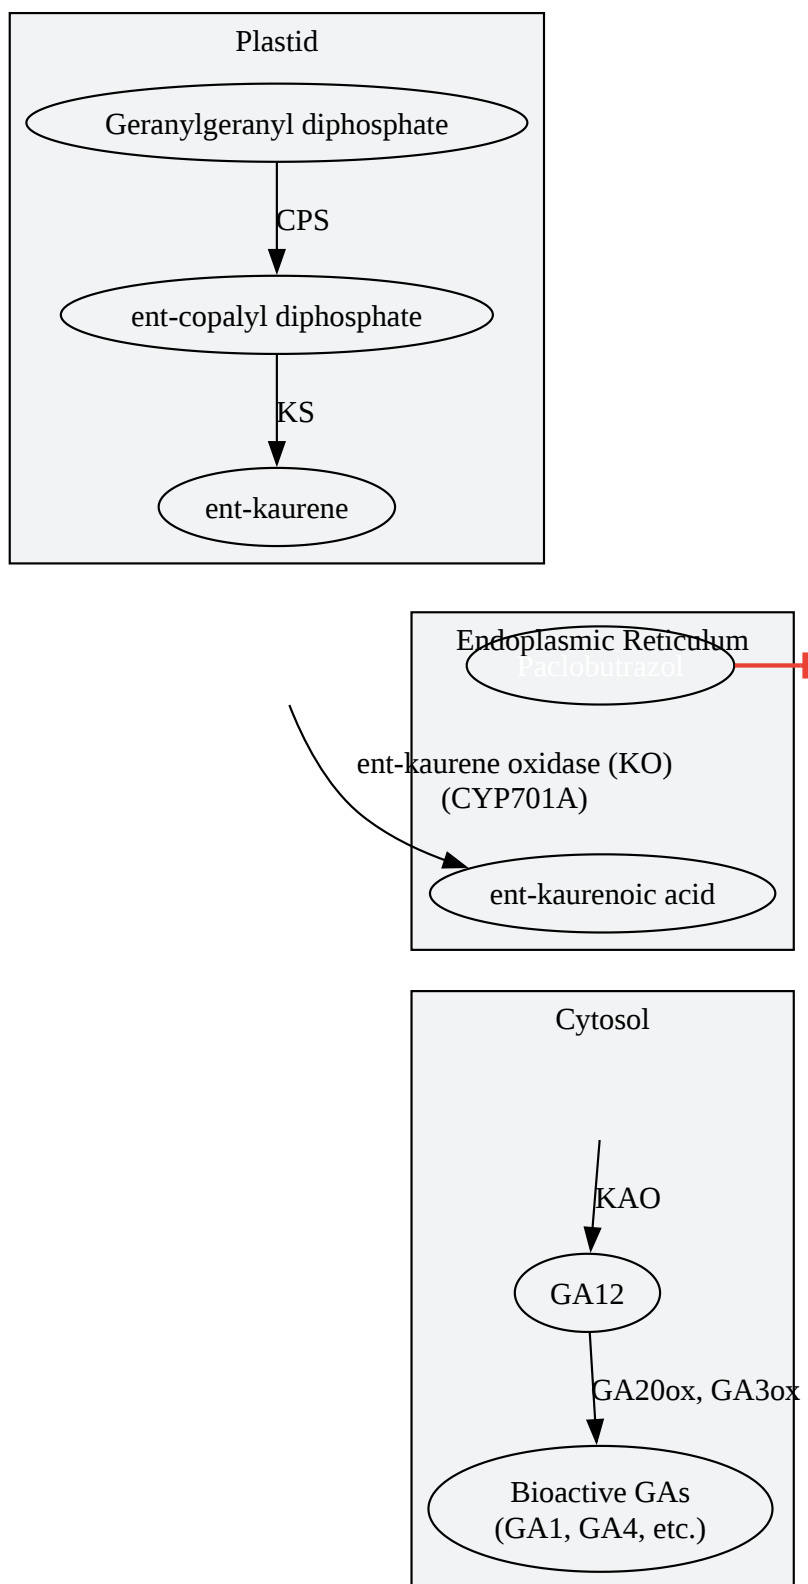 Plastid
Geranylgeranyl diphosphate
CPS
ent-copalyl diphosphate
KS
ent-kaurene
Endoplasmic Reticulum
Paclobutrazol
ent-kaurene oxidase (KO)
(CYP701A)
ent-kaurenoic acid
Cytosol
KAO
GA12
GA20ox, GA3ox
Bioactive GAs
(GA1, GA4, etc.)